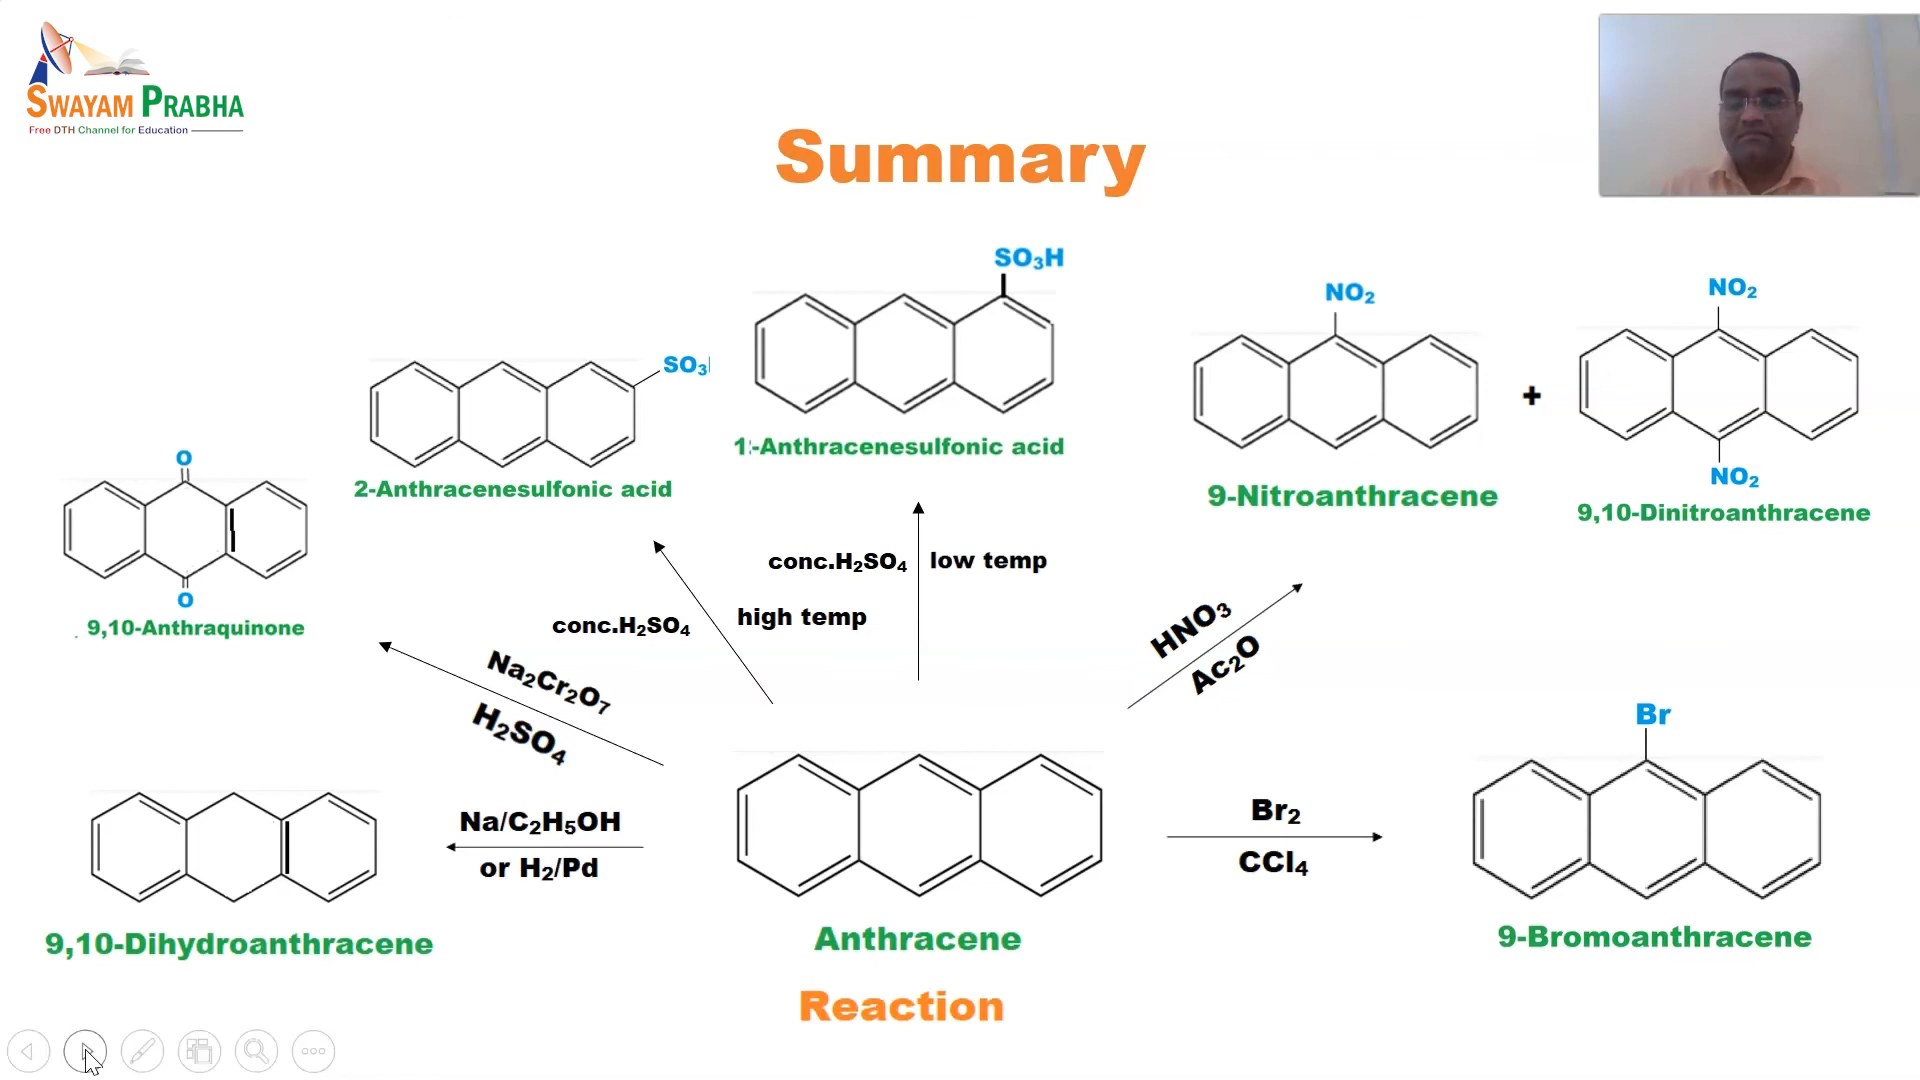 SWAYAM PRABHA
Free DTH Channel for Education
Summary
SO₃H
SO₃
1-Anthracenesulfonic acid
2-Anthracenesulfonic acid
NO₂
+
NO₂
NO₂
9-Nitroanthracene
9,10-Dinitroanthracene
O
O
9,10-Anthraquinone
conc.H₂SO₄ low temp
conc.H₂SO₄ high temp
HNO₃
Ac₂O
Na₂Cr₂O₇
H₂SO₄
Na/C₂H₅OH
or H₂/Pd
Br₂
CCl₄
Br
9,10-Dihydroanthracene
Anthracene
9-Bromoanthracene
Reaction